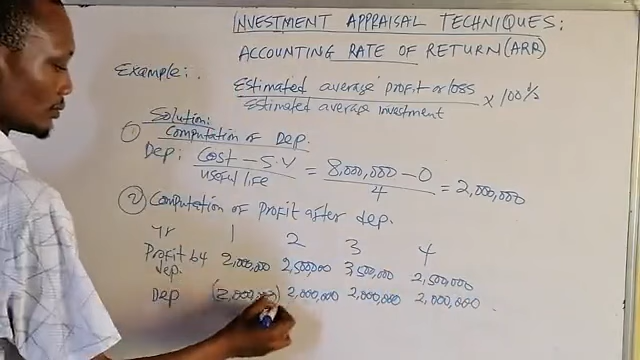 INVESTMENT APPRAISAL TECHNIQUES:
ACCOUNTING RATE OF RETURN (ARR)
Example:.
Estimated average profit or loss
Estimated average investment
× 100%
Solution:
① Computation of Dep:
Dep: Cost - S.V = 8,000,000 - 0 = 2,000,000
useful life 4
② Computation of Profit after dep.
Yr 1 2 3 4
Profit b4 2,000,000 2,500,000 3,500,000 2,500,000
dep.
Dep (2,000,000) 2,000,000 2,000,000 2,000,000